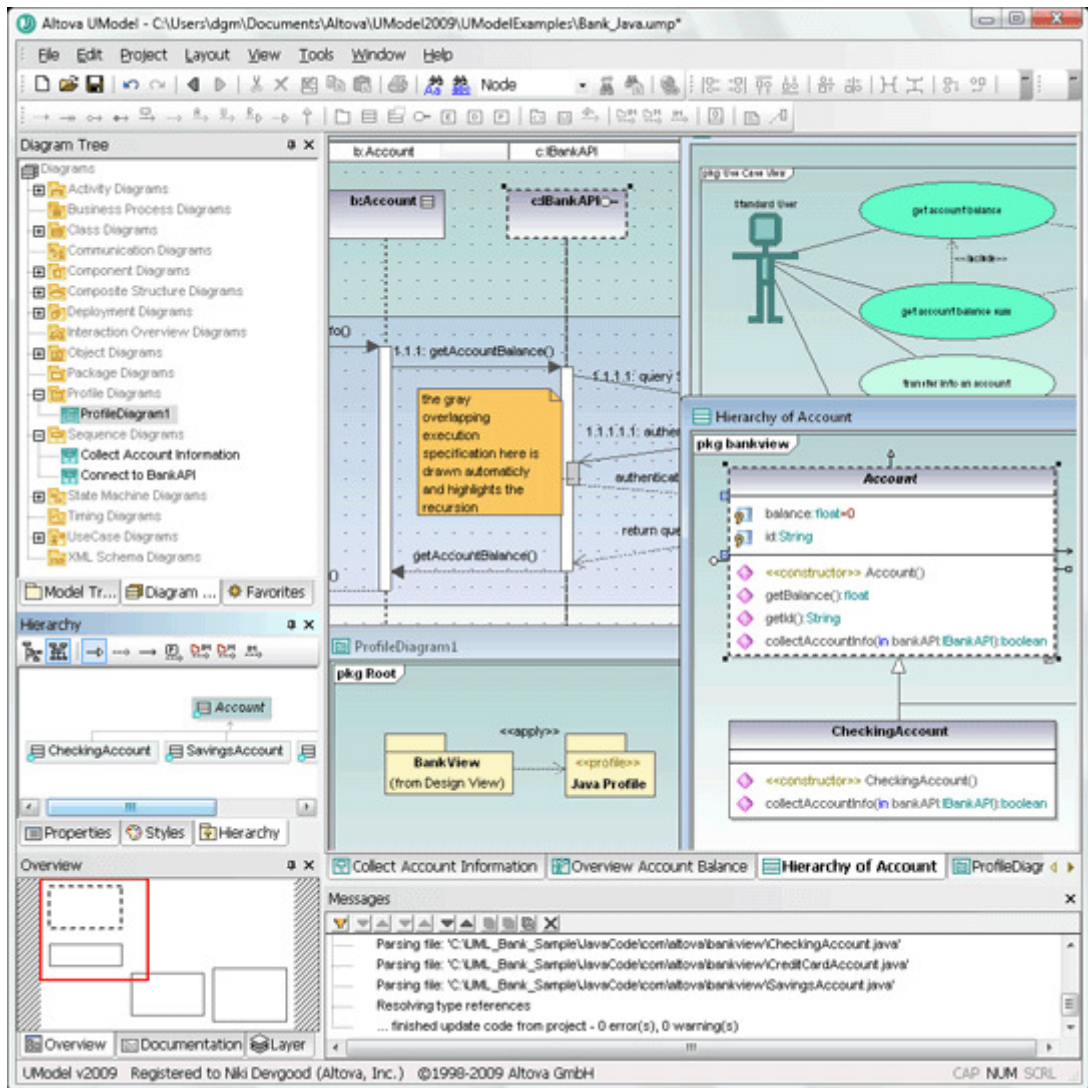 Altova UModel - C:\Users\dgm\Documents\Altova\UModel2009\UModelExamples\Bank_Java.ump*
File Edit Project Layout View Tools Window Help
Node
Diagram Tree
Diagrams
Activity Diagrams
Business Process Diagrams
Class Diagrams
Communication Diagrams
Component Diagrams
Composite Structure Diagrams
Deployment Diagrams
Interaction Overview Diagrams
Object Diagrams
Package Diagrams
Profile Diagrams
ProfileDiagram1
Sequence Diagrams
Collect Account Information
Connect to BankAPI
State Machine Diagrams
Timing Diagrams
UseCase Diagrams
XML Schema Diagrams
Model Tr... Diagram ... Favorites
Hierarchy
Account
CheckingAccount SavingsAccount
Properties Styles Hierarchy
Overview
Overview Documentation Layer
b:Account c:IBankAPI
b:Account c:IBankAPI
fo()
1.1.1: getAccountBalance()
1.1.1.1: query
the gray
overlapping
execution
specification here is
drawn automaticly
and highlights the
recursion
1.1.1.1.1: authen
authenticat
return que
getAccountBalance()
()
pkg Use Case View
Standard User
get account balance
<<include>>
get account balance sum
transfer into an account
ProfileDiagram1
pkg Root
<<apply>>
BankView
(from Design View)
<<profile>>
Java Profile
Hierarchy of Account
pkg bankview
Account
balance:float=0
id:String
<<constructor>> Account()
getBalance():float
getId():String
collectAccountInfo(in bankAPI:IBankAPI):boolean
CheckingAccount
<<constructor>> CheckingAccount()
collectAccountInfo(in bankAPI:IBankAPI):boolean
Collect Account Information Overview Account Balance Hierarchy of Account ProfileDiagr
Messages
Parsing file: 'C:\UML_Bank_Sample\JavaCode\com\altova\bankview\CheckingAccount.java'
Parsing file: 'C:\UML_Bank_Sample\JavaCode\com\altova\bankview\CreditCardAccount.java'
Parsing file: 'C:\UML_Bank_Sample\JavaCode\com\altova\bankview\SavingsAccount.java'
Resolving type references
... finished update code from project - 0 error(s), 0 warning(s)
UModel v2009 Registered to Niki Devgood (Altova, Inc.) ©1998-2009 Altova GmbH CAP NUM SCRL